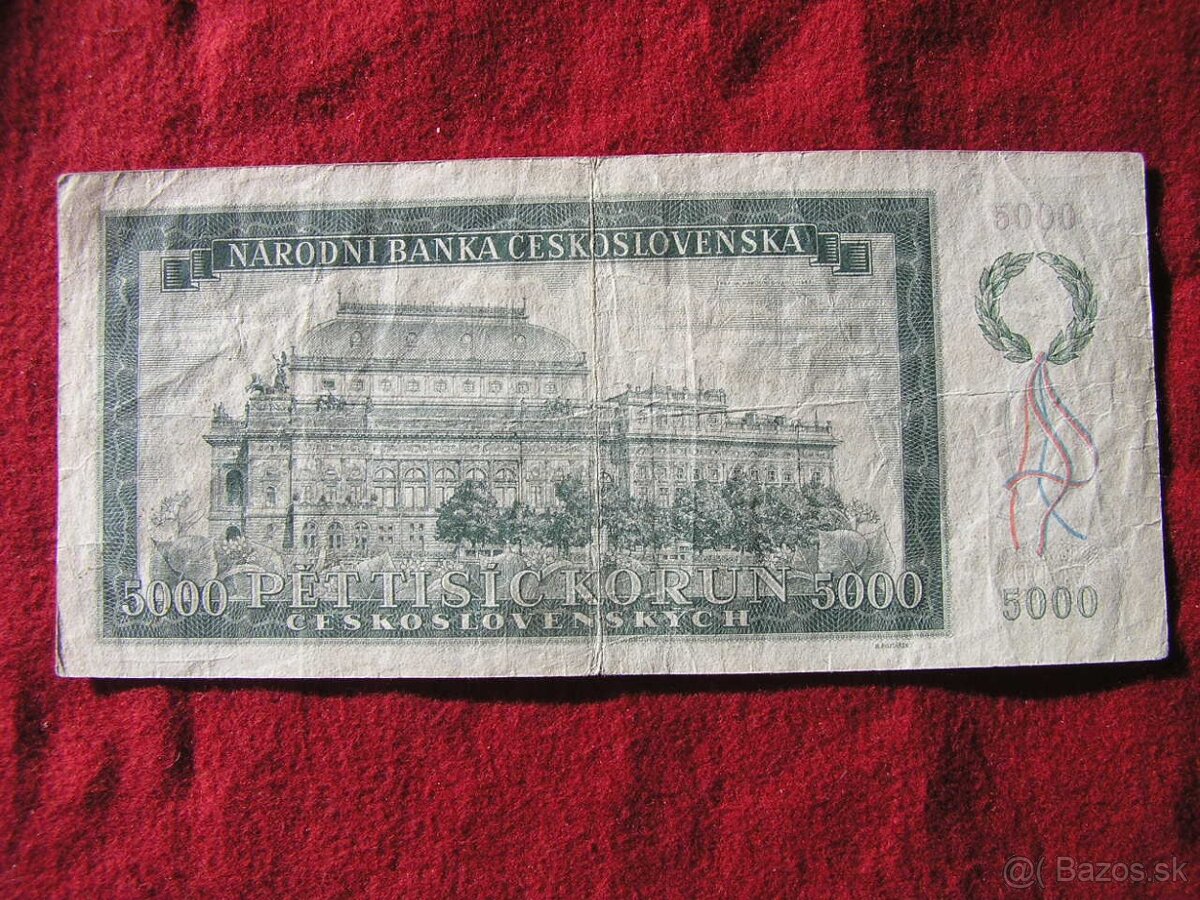 5000
NÁRODNÍ BANKA ČESKOSLOVENSKÁ
5000 PĚT TISÍC KORUN 5000
ČESKOSLOVENSKÝCH
5000
@( Bazos.sk